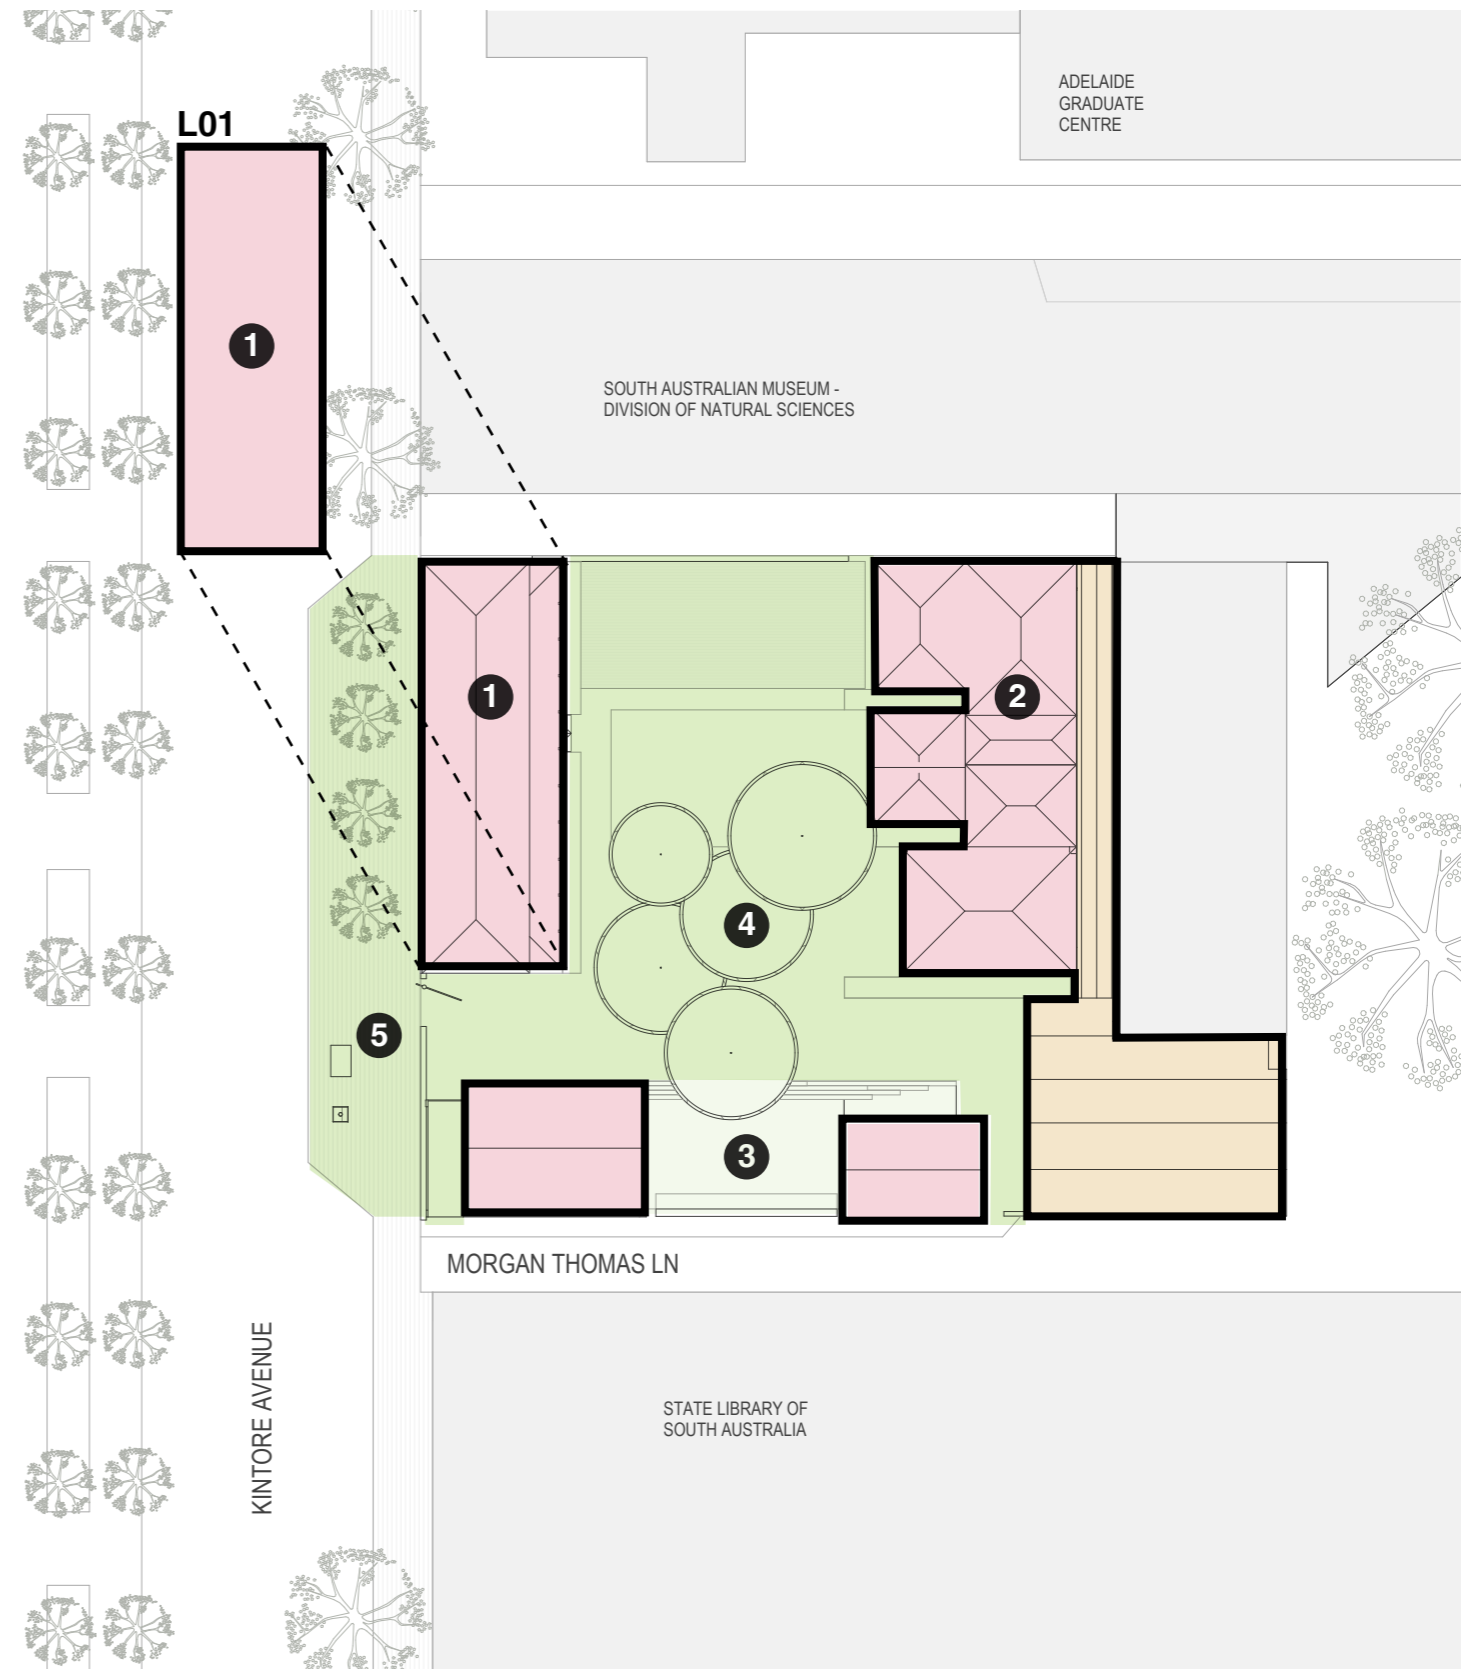 ADELAIDE
GRADUATE
CENTRE
L01
1
SOUTH AUSTRALIAN MUSEUM -
DIVISION OF NATURAL SCIENCES
1
2
4
5
3
MORGAN THOMAS LN
KINTORE AVENUE
STATE LIBRARY OF
SOUTH AUSTRALIA